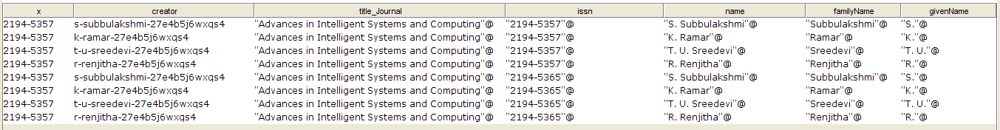 x creator title_Journal issn name familyName givenName
2194-5357 s-subbulakshmi-27e4b5j6wxqs4 "Advances in Intelligent Systems and Computing"@ "2194-5357"@ "S. Subbulakshmi"@ "Subbulakshmi"@ "S."@
2194-5357 k-ramar-27e4b5j6wxqs4 "Advances in Intelligent Systems and Computing"@ "2194-5357"@ "K. Ramar"@ "Ramar"@ "K."@
2194-5357 t-u-sreedevi-27e4b5j6wxqs4 "Advances in Intelligent Systems and Computing"@ "2194-5357"@ "T. U. Sreedevi"@ "Sreedevi"@ "T. U."@
2194-5357 r-renjitha-27e4b5j6wxqs4 "Advances in Intelligent Systems and Computing"@ "2194-5357"@ "R. Renjitha"@ "Renjitha"@ "R."@
2194-5357 s-subbulakshmi-27e4b5j6wxqs4 "Advances in Intelligent Systems and Computing"@ "2194-5365"@ "S. Subbulakshmi"@ "Subbulakshmi"@ "S."@
2194-5357 k-ramar-27e4b5j6wxqs4 "Advances in Intelligent Systems and Computing"@ "2194-5365"@ "K. Ramar"@ "Ramar"@ "K."@
2194-5357 t-u-sreedevi-27e4b5j6wxqs4 "Advances in Intelligent Systems and Computing"@ "2194-5365"@ "T. U. Sreedevi"@ "Sreedevi"@ "T. U."@
2194-5357 r-renjitha-27e4b5j6wxqs4 "Advances in Intelligent Systems and Computing"@ "2194-5365"@ "R. Renjitha"@ "Renjitha"@ "R."@